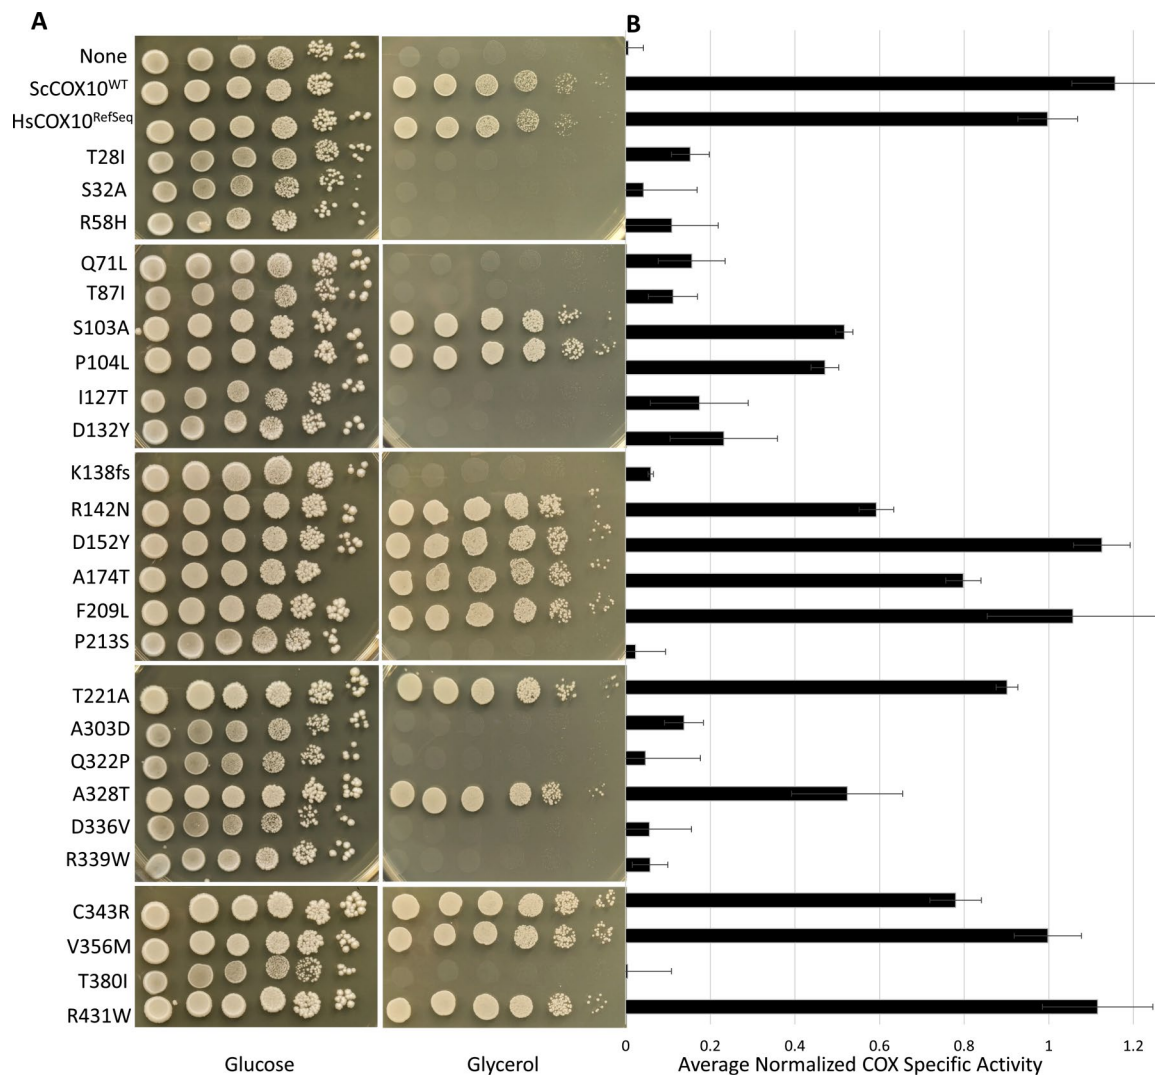 A
B
None
ScCOX10WT
HsCOX10RefSeq
T28I
S32A
R58H
Q71L
T87I
S103A
P104L
I127T
D132Y
K138fs
R142N
D152Y
A174T
F209L
P213S
T221A
A303D
Q322P
A328T
D336V
R339W
C343R
V356M
T380I
R431W
0 0.2 0.4 0.6 0.8 1 1.2
Glucose Glycerol Average Normalized COX Specific Activity